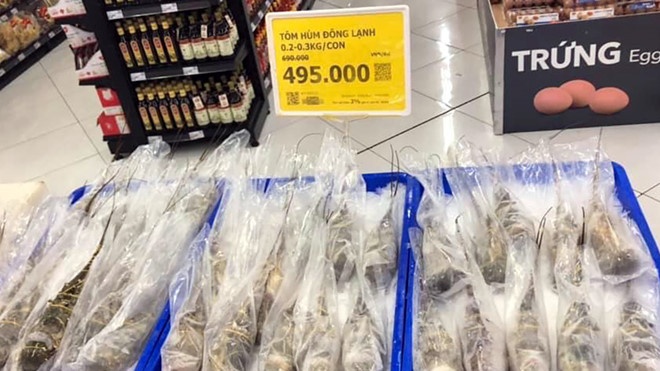 TÔM HÙM ĐÔNG LẠNH
0.2-0.3KG/CON
690.000
495.000
TRỨNG Egg